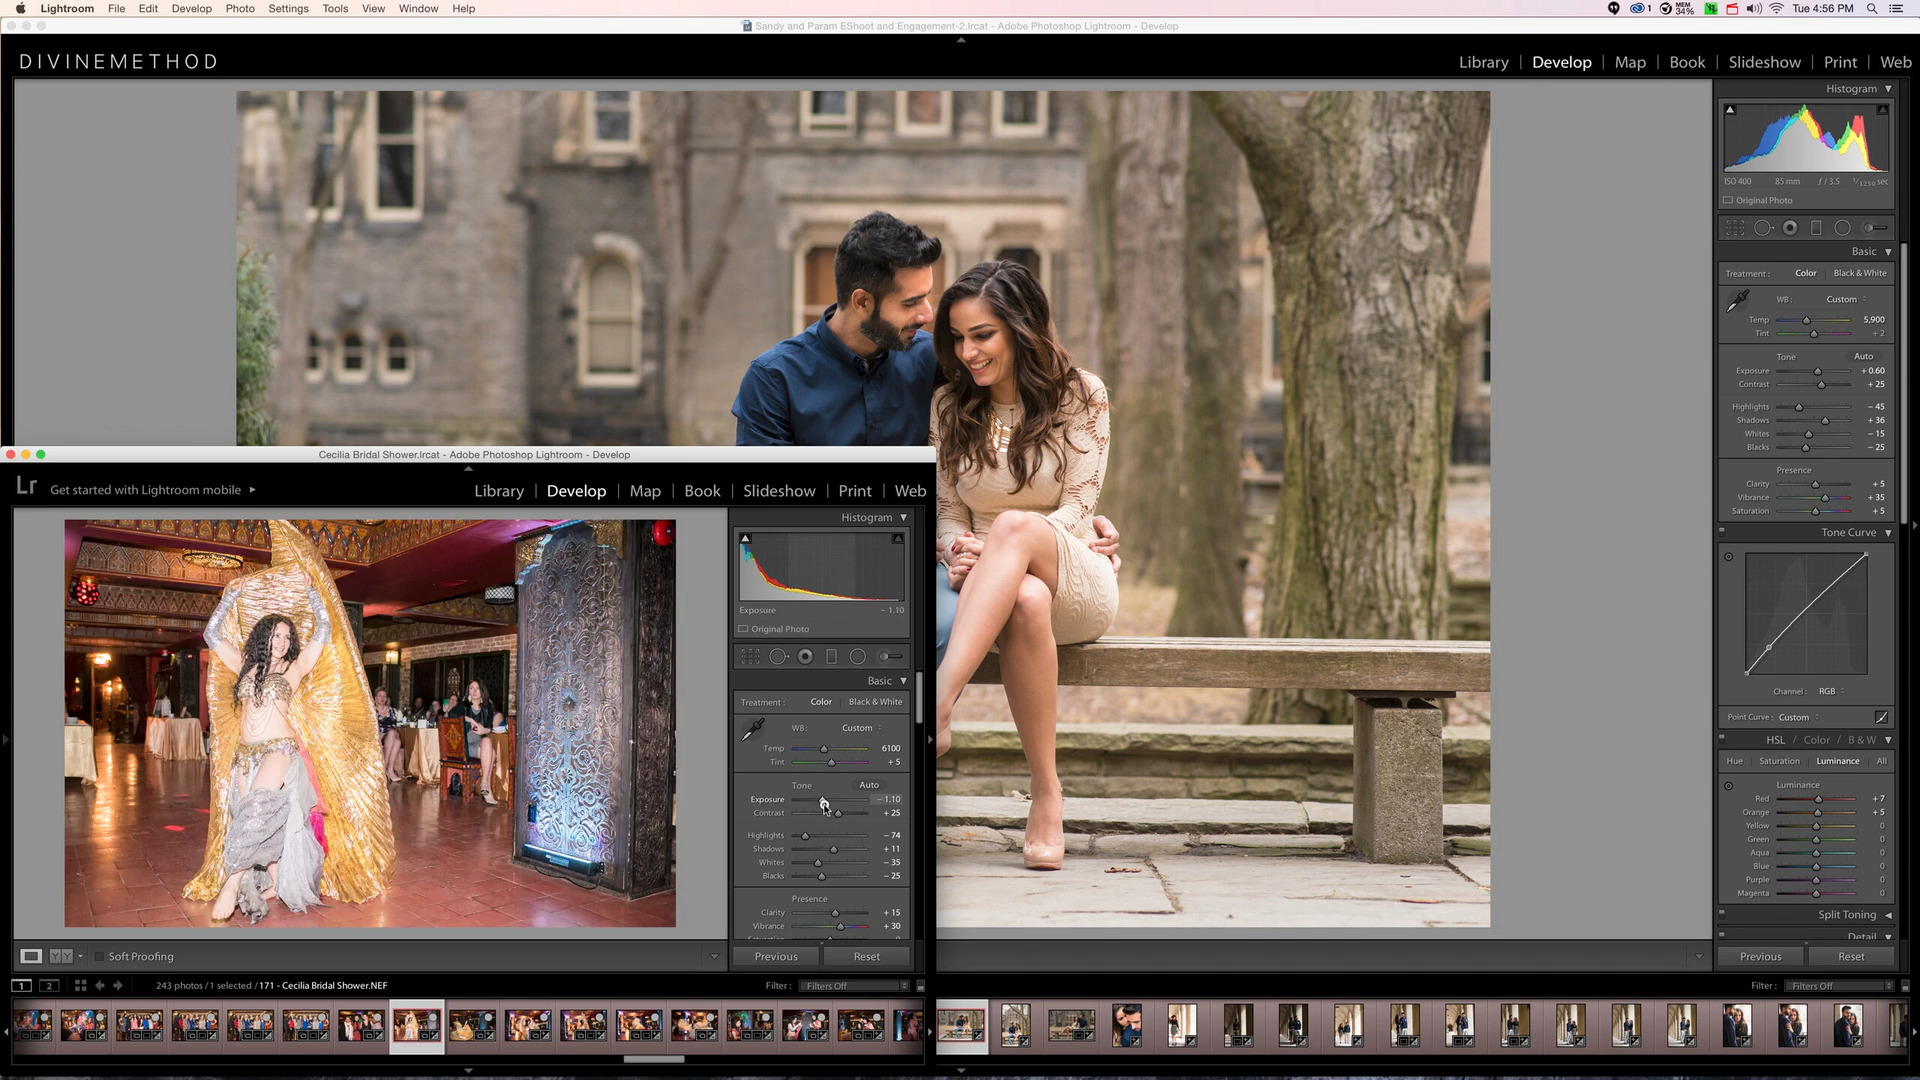 Lightroom File Edit Develop Photo Settings Tools View Window Help
1 MEM 34% Tue 4:56 PM
Sandy and Param EShoot and Engagement-2.lrcat - Adobe Photoshop Lightroom - Develop
DIVINEMETHOD
Library | Develop | Map | Book | Slideshow | Print | Web
Histogram
ISO 400 85 mm ƒ / 3.5 1/1250 sec
Original Photo
Basic
Treatment : Color Black & White
WB : Custom
Temp 5,900
Tint + 2
Tone Auto
Exposure + 0.60
Contrast + 25
Highlights − 45
Shadows + 36
Whites − 15
Blacks − 25
Presence
Clarity + 5
Vibrance + 35
Saturation + 5
Tone Curve
Channel : RGB
Point Curve : Custom
HSL / Color / B & W
Hue Saturation Luminance All
Luminance
Red + 7
Orange + 5
Yellow 0
Green 0
Aqua 0
Blue 0
Purple 0
Magenta 0
Split Toning
Detail
Previous Reset
Filter : Filters Off
Cecilia Bridal Shower.lrcat - Adobe Photoshop Lightroom - Develop
Lr Get started with Lightroom mobile
Library | Develop | Map | Book | Slideshow | Print | Web
Histogram
Exposure − 1.10
Original Photo
Basic
Treatment : Color Black & White
WB : Custom
Temp 6100
Tint + 5
Tone Auto
Exposure − 1.10
Contrast + 25
Highlights − 74
Shadows + 11
Whites − 35
Blacks − 25
Presence
Clarity + 15
Vibrance + 30
Soft Proofing
Previous Reset
1 2 243 photos / 1 selected / 171 - Cecilia Bridal Shower.NEF
Filter : Filters Off